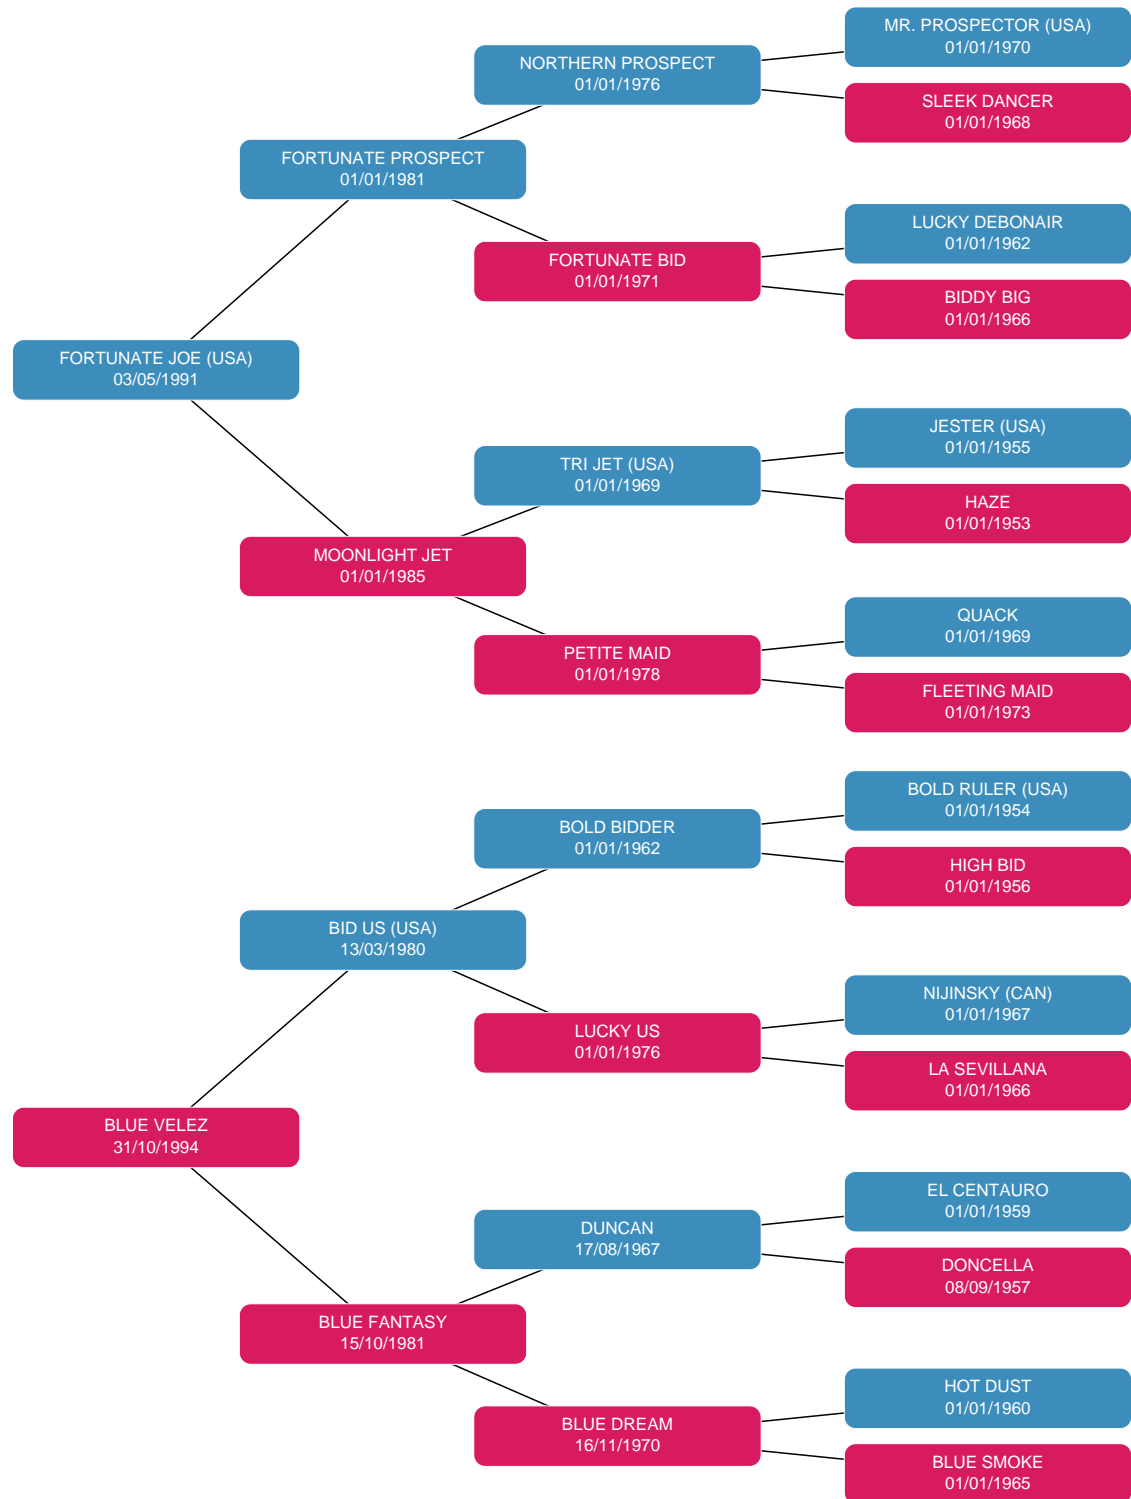 MR. PROSPECTOR (USA)
01/01/1970
NORTHERN PROSPECT
01/01/1976
SLEEK DANCER
01/01/1968
FORTUNATE PROSPECT
01/01/1981
LUCKY DEBONAIR
01/01/1962
FORTUNATE BID
01/01/1971
BIDDY BIG
01/01/1966
FORTUNATE JOE (USA)
03/05/1991
JESTER (USA)
01/01/1955
TRI JET (USA)
01/01/1969
HAZE
01/01/1953
MOONLIGHT JET
01/01/1985
QUACK
01/01/1969
PETITE MAID
01/01/1978
FLEETING MAID
01/01/1973
BOLD RULER (USA)
01/01/1954
BOLD BIDDER
01/01/1962
HIGH BID
01/01/1956
BID US (USA)
13/03/1980
NIJINSKY (CAN)
01/01/1967
LUCKY US
01/01/1976
LA SEVILLANA
01/01/1966
BLUE VELEZ
31/10/1994
EL CENTAURO
01/01/1959
DUNCAN
17/08/1967
DONCELLA
08/09/1957
BLUE FANTASY
15/10/1981
HOT DUST
01/01/1960
BLUE DREAM
16/11/1970
BLUE SMOKE
01/01/1965